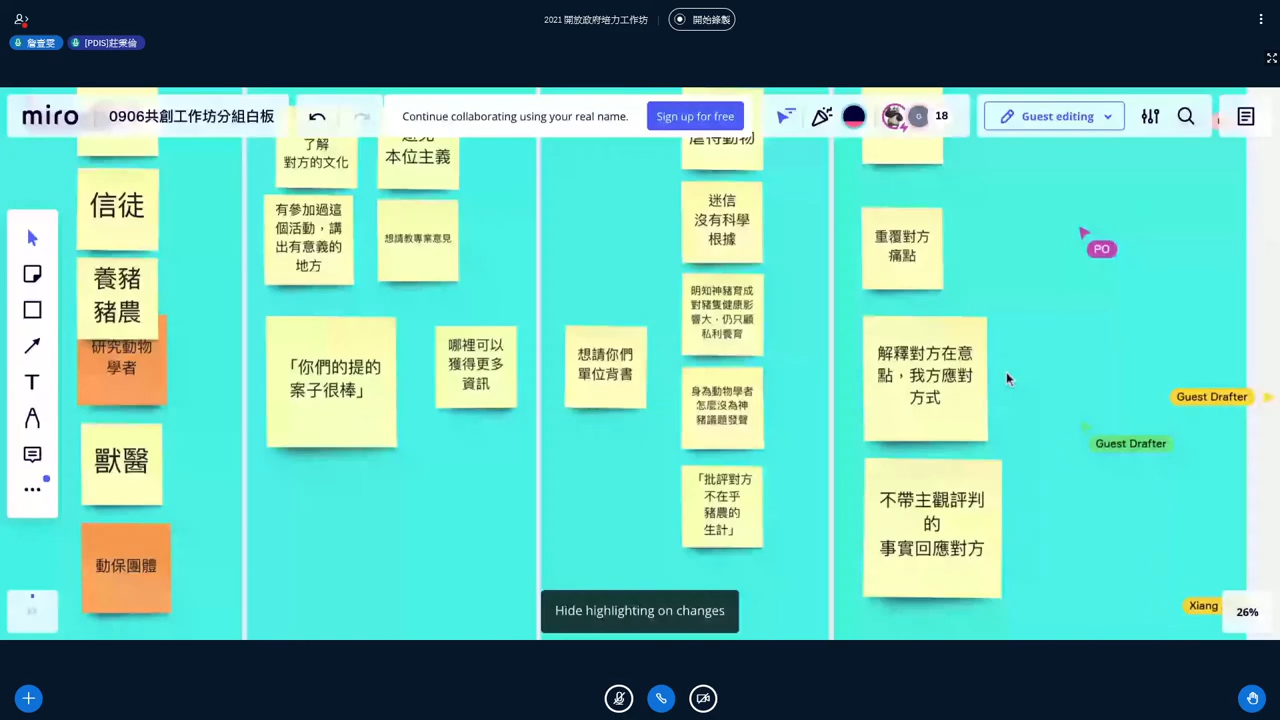 2021 開放政府培力工作坊
開始錄製
詹壹雯
[PDIS]莊秉倫
miro
0906共創工作坊分組白板
Continue collaborating using your real name.
Sign up for free
G
18
Guest editing
信徒
養豬
豬農
研究動物
學者
獸醫
動保團體
了解
對方的文化
本位主義
有參加過這
個活動，講
出有意義的
地方
想請教專業意見
「你們的提的
案子很棒」
哪裡可以
獲得更多
資訊
想請你們
單位背書
虐待動物
迷信
沒有科學
根據
明知神豬育成
對豬隻健康影
響大，仍只顧
私利養育
身為動物學者
怎麼沒為神
豬議題發聲
「批評對方
不在乎
豬農的
生計」
重覆對方
痛點
解釋對方在意
點，我方應對
方式
不帶主觀評判
的
事實回應對方
PO
Guest Drafter
Guest Drafter
Xiang
T
Hide highlighting on changes
26%